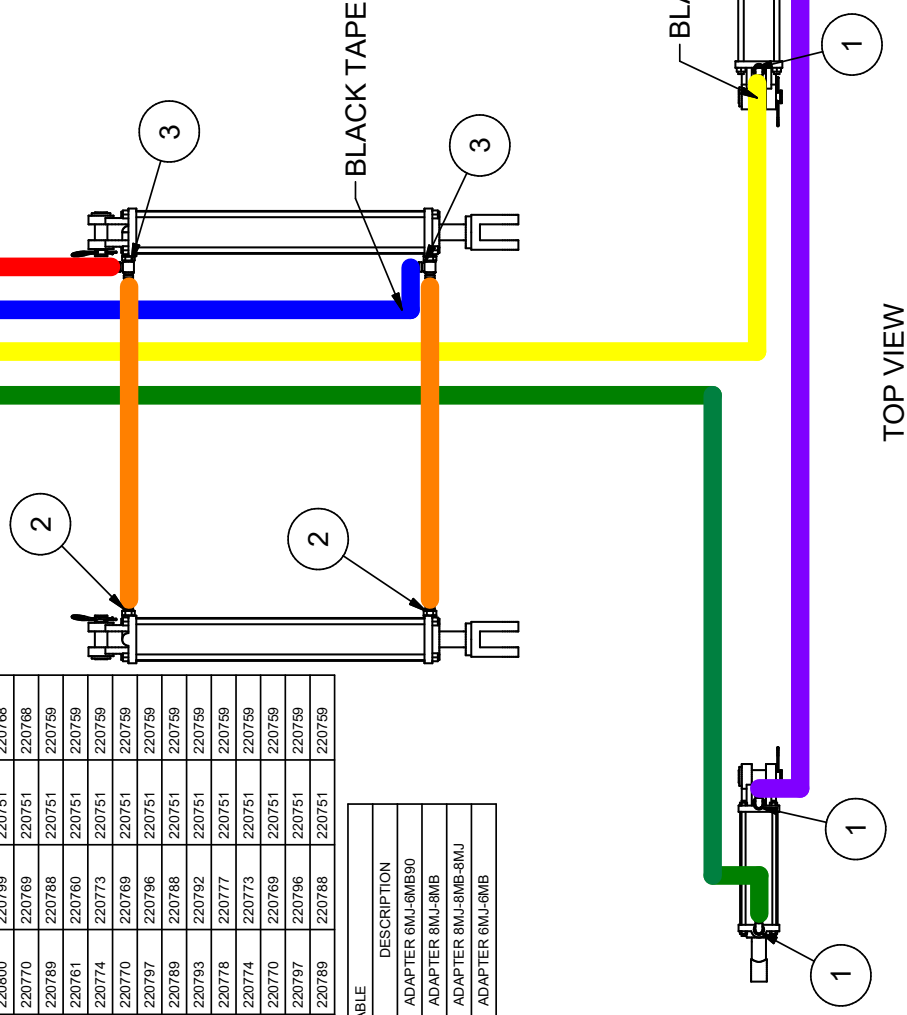 220800 220799 220751 220768
220770 220769 220751 220768
220789 220788 220751 220759
220761 220760 220751 220759
220774 220773 220751 220759
220770 220769 220751 220759
220797 220796 220751 220759
220789 220788 220751 220759
220793 220792 220751 220759
220778 220777 220751 220759
220774 220773 220751 220759
220770 220769 220751 220759
220797 220796 220751 220759
220789 220788 220751 220759
DESCRIPTION
ADAPTER 6MJ-6MB90
ADAPTER 8MJ-8MB
ADAPTER 8MJ-8MB-8MJ
ADAPTER 6MJ-6MB
2
3
2
BLACK TAPE
3
1
1
1
TOP VIEW